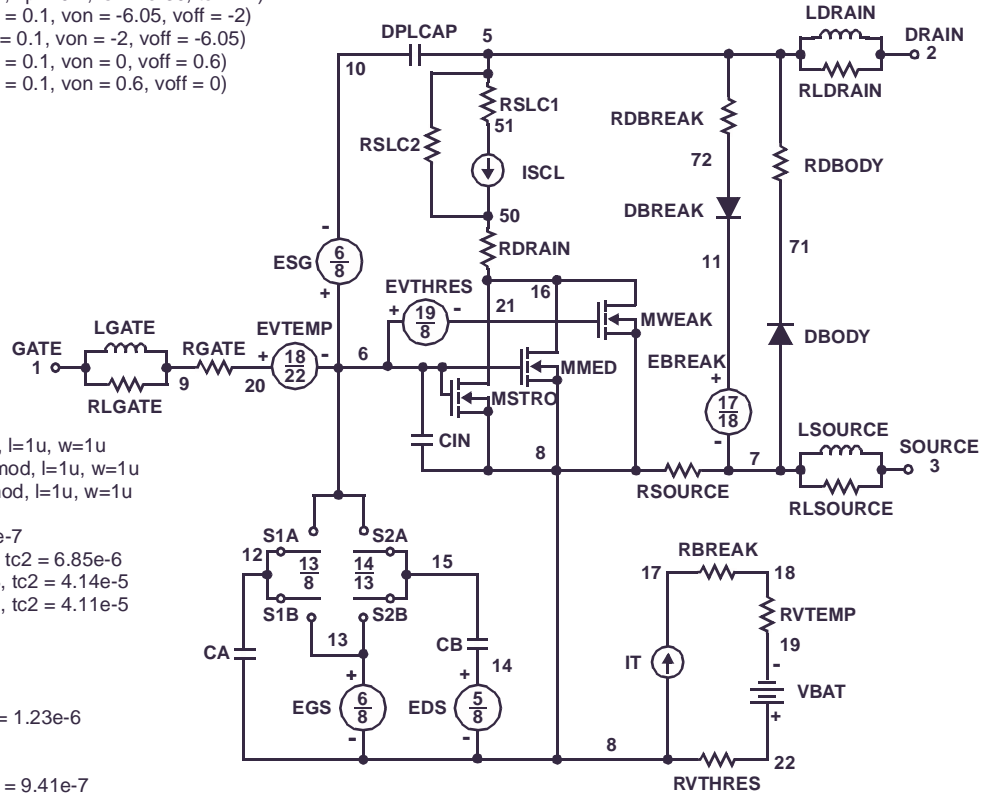 = 0.1, von = -6.05, voff = -2)
= 0.1, von = -2, voff = -6.05)
= 0.1, von = 0, voff = 0.6)
= 0.1, von = 0.6, voff = 0)
DPLCAP
5
10
LDRAIN
DRAIN
2
RLDRAIN
RSLC1
51
RSLC2
ISCL
50
RDRAIN
RDBREAK
72
DBREAK
11
RDBODY
71
DBODY
-
ESG
6
8
+
EVTHRES
+
19
8
-
21
16
MWEAK
MMED
MSTRO
EBREAK
+
17
18
-
GATE
1
LGATE
RLGATE
9
RGATE
20
EVTEMP
+
18
22
-
6
CIN
8
RSOURCE
7
LSOURCE
SOURCE
3
RLSOURCE
, l=1u, w=1u
mod, l=1u, w=1u
nod, l=1u, w=1u
e-7
tc2 = 6.85e-6
, tc2 = 4.14e-5
, tc2 = 4.11e-5
= 1.23e-6
= 9.41e-7
S1A
S2A
12
13
8
14
13
15
S1B
S2B
13
CA
CB
14
+
EGS
6
8
-
+
EDS
5
8
-
8
RBREAK
17
18
RVTEMP
19
-
IT
VBAT
+
22
RVTHRES